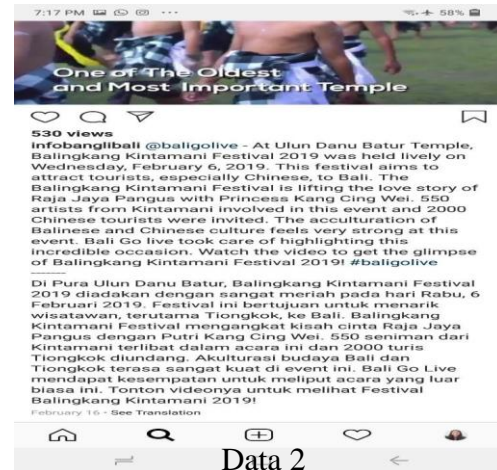 7:17 PM
58%
One of The Oldest
and Most Important Temple
530 views
infobanglibali @baligolive - At Ulun Danu Batur Temple,
Balingkang Kintamani Festival 2019 was held lively on
Wednesday, February 6, 2019. This festival aims to
attract tourists, especially Chinese, to Bali. The
Balingkang Kintamani Festival is lifting the love story of
Raja Jaya Pangus with Princess Kang Cing Wei. 550
artists from Kintamani involved in this event and 2000
Chinese tourists were invited. The acculturation of
Balinese and Chinese culture feels very strong at this
event. Bali Go live took care of highlighting this
incredible occasion. Watch the video to get the glimpse
of Balingkang Kintamani Festival 2019! #baligolive
-------
Di Pura Ulun Danu Batur, Balingkang Kintamani Festival
2019 diadakan dengan sangat meriah pada hari Rabu, 6
Februari 2019. Festival ini bertujuan untuk menarik
wisatawan, terutama Tiongkok, ke Bali. Balingkang
Kintamani Festival mengangkat kisah cinta Raja Jaya
Pangus dengan Putri Kang Cing Wei. 550 seniman dari
Kintamani terlibat dalam acara ini dan 2000 turis
Tiongkok diundang. Akulturasi budaya Bali dan
Tiongkok terasa sangat kuat di event ini. Bali Go Live
mendapat kesempatan untuk meliput acara yang luar
biasa ini. Tonton videonya untuk melihat Festival
Balingkang Kintamani 2019!
February 16 • See Translation
Data 2